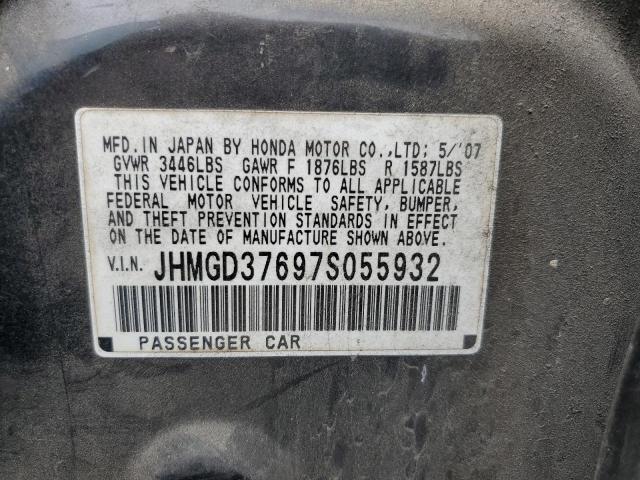 MFD. IN JAPAN BY HONDA MOTOR CO.,LTD; 5/'07
GVWR 3446LBS GAWR F 1876LBS R 1587LBS
THIS VEHICLE CONFORMS TO ALL APPLICABLE
FEDERAL MOTOR VEHICLE SAFETY, BUMPER,
AND THEFT PREVENTION STANDARDS IN EFFECT
ON THE DATE OF MANUFACTURE SHOWN ABOVE.
V.I.N. JHMGD37697S055932
PASSENGER CAR